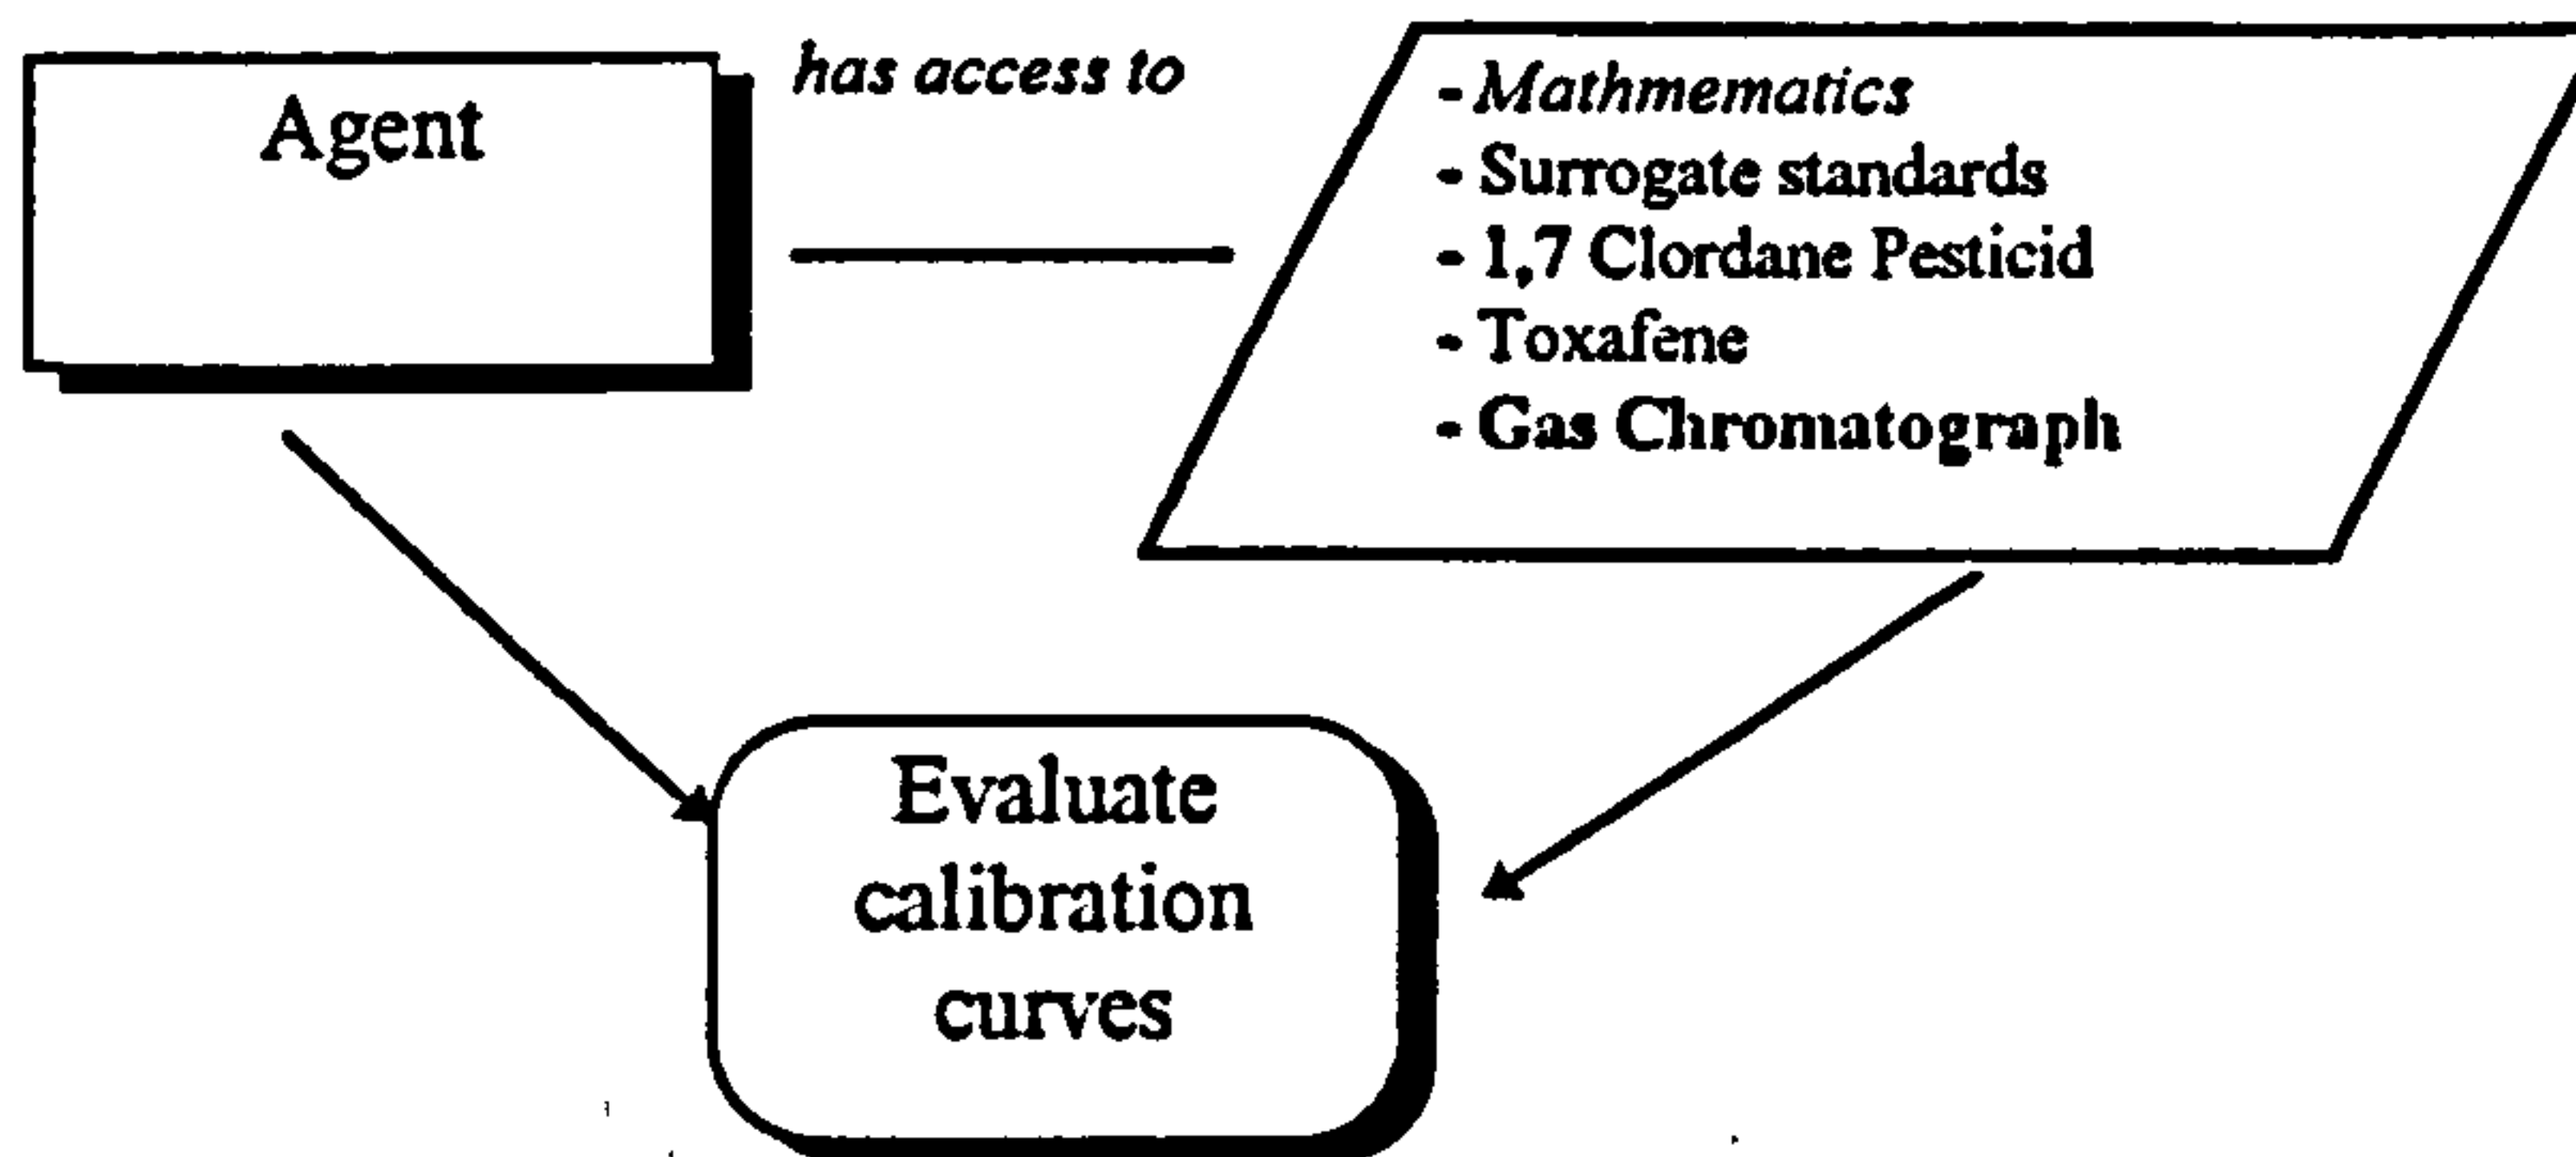 Agent
has access to
- Mathmematics
- Surrogate standards
- 1,7 Clordane Pesticid
- Toxafene
- Gas Chromatograph
Evaluate
calibration
curves